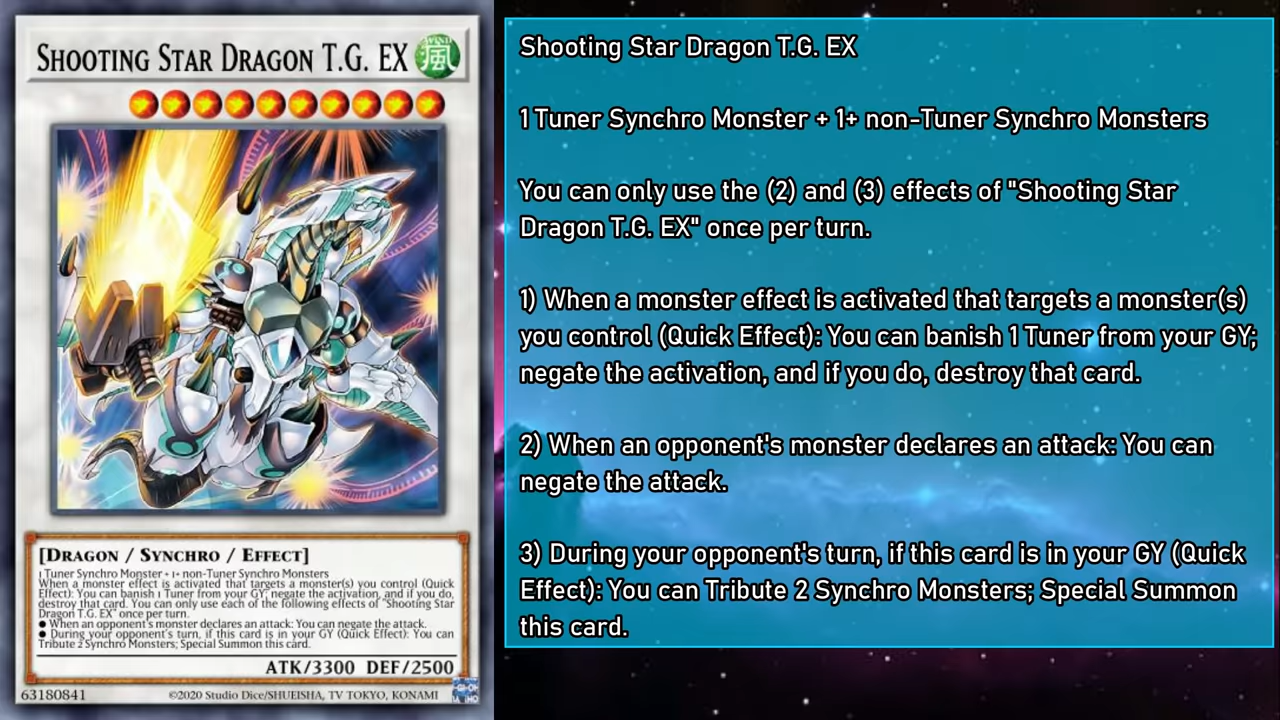 SHOOTING STAR DRAGON T.G. EX
WIND
風
[DRAGON / SYNCHRO / EFFECT]
1 Tuner Synchro Monster + 1+ non-Tuner Synchro Monsters
When a monster effect is activated that targets a monster(s) you control (Quick
Effect): You can banish 1 Tuner from your GY; negate the activation, and if you do,
destroy that card. You can only use each of the following effects of "Shooting Star
Dragon T.G. EX" once per turn.
● When an opponent's monster declares an attack: You can negate the attack.
● During your opponent's turn, if this card is in your GY (Quick Effect): You can
Tribute 2 Synchro Monsters; Special Summon this card.
ATK/3300 DEF/2500
63180841 ©2020 Studio Dice/SHUEISHA, TV TOKYO, KONAMI
Shooting Star Dragon T.G. EX
1 Tuner Synchro Monster + 1+ non-Tuner Synchro Monsters
You can only use the (2) and (3) effects of "Shooting Star
Dragon T.G. EX" once per turn.
1) When a monster effect is activated that targets a monster(s)
you control (Quick Effect): You can banish 1 Tuner from your GY;
negate the activation, and if you do, destroy that card.
2) When an opponent's monster declares an attack: You can
negate the attack.
3) During your opponent's turn, if this card is in your GY (Quick
Effect): You can Tribute 2 Synchro Monsters; Special Summon
this card.